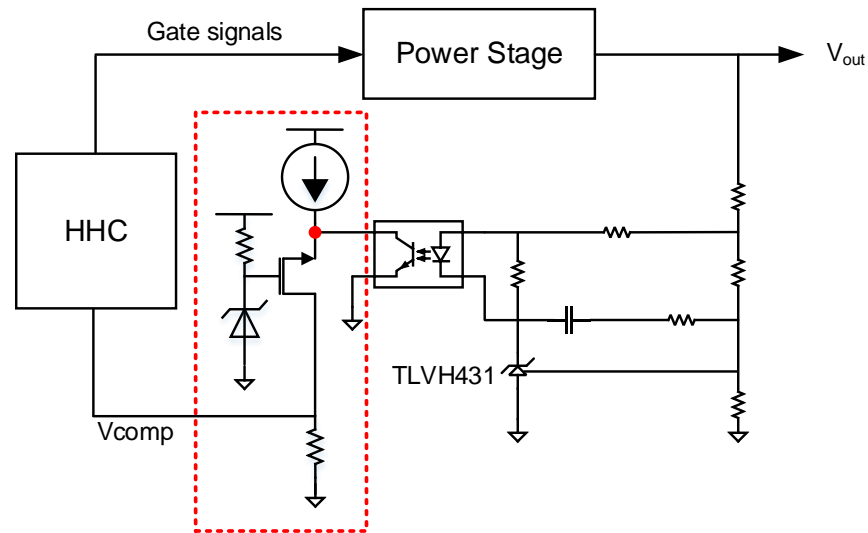 Gate signals
Power Stage
Vout
HHC
TLVH431
Vcomp